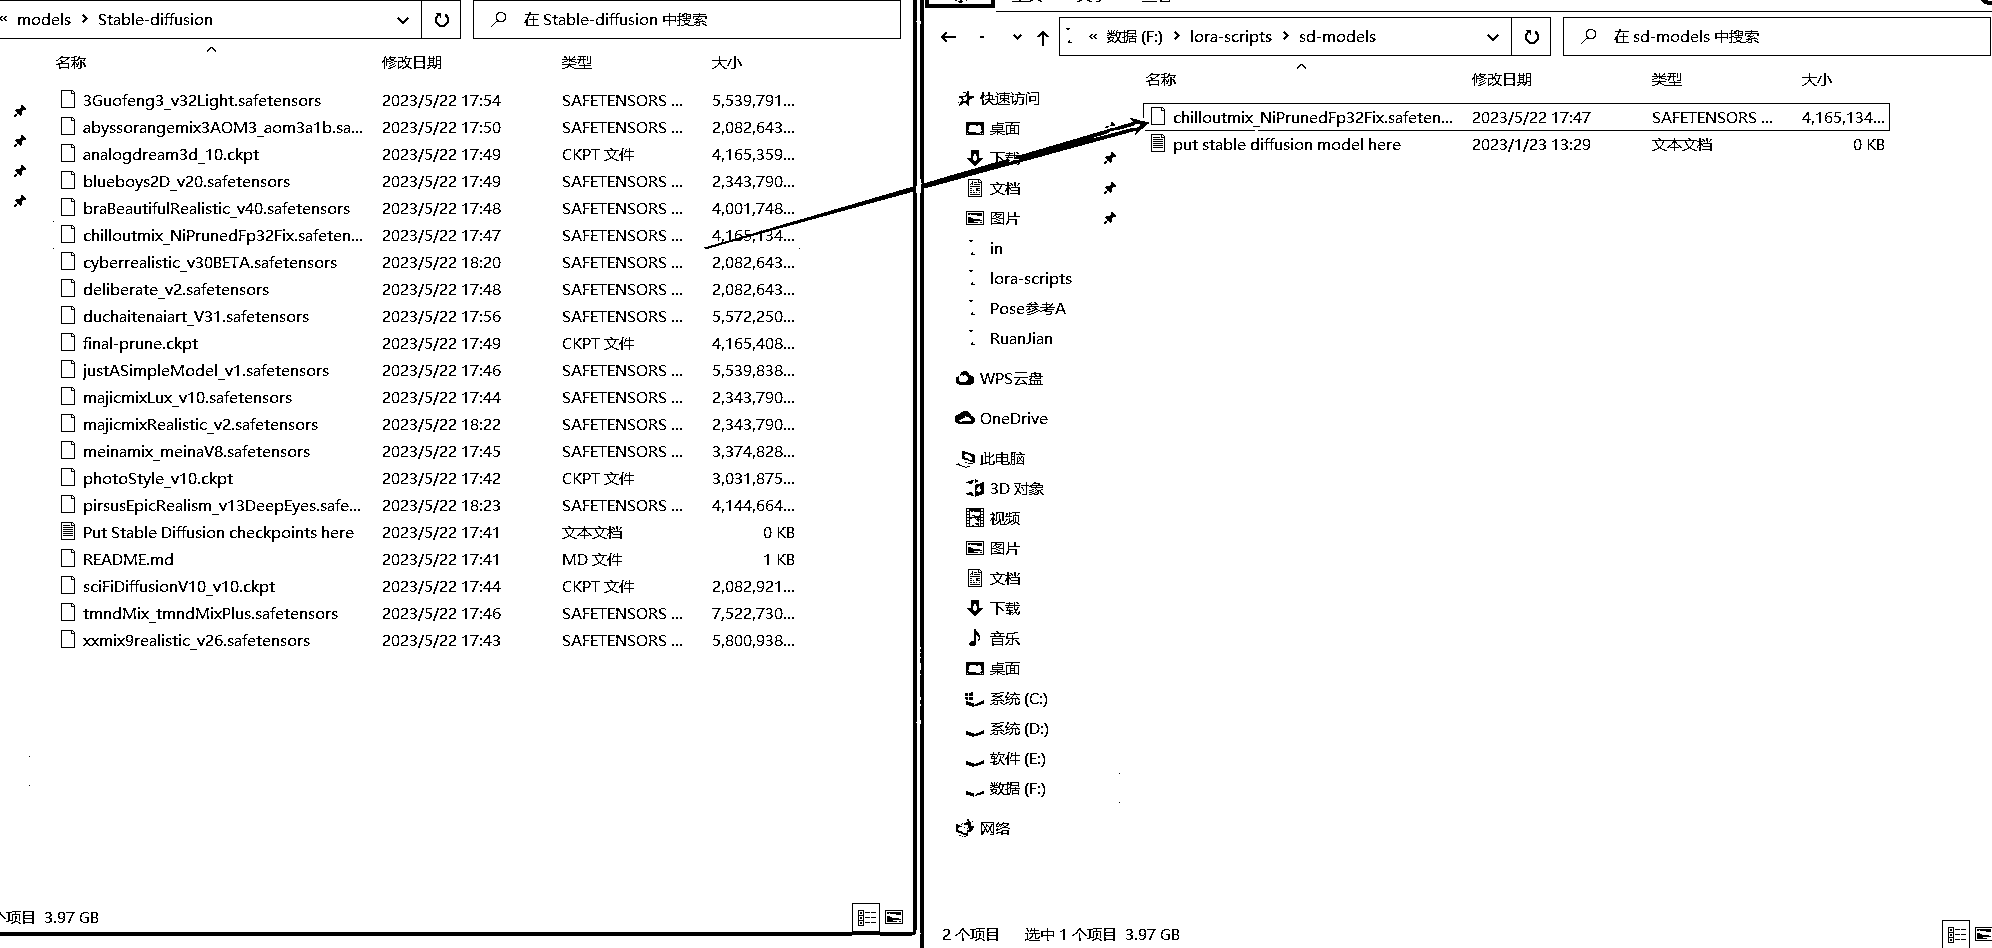 « models > Stable-diffusion
在 Stable-diffusion 中搜索
名称 修改日期 类型 大小
3Guofeng3_v32Light.safetensors 2023/5/22 17:54 SAFETENSORS ... 5,539,791...
abyssorangemix3AOM3_aom3a1b.sa... 2023/5/22 17:50 SAFETENSORS ... 2,082,643...
analogdream3d_10.ckpt 2023/5/22 17:49 CKPT 文件 4,165,359...
blueboys2D_v20.safetensors 2023/5/22 17:49 SAFETENSORS ... 2,343,790...
braBeautifulRealistic_v40.safetensors 2023/5/22 17:48 SAFETENSORS ... 4,001,748...
chilloutmix_NiPrunedFp32Fix.safeten... 2023/5/22 17:47 SAFETENSORS ... 4,165,134...
cyberrealistic_v30BETA.safetensors 2023/5/22 18:20 SAFETENSORS ... 2,082,643...
deliberate_v2.safetensors 2023/5/22 17:48 SAFETENSORS ... 2,082,643...
duchaitenaiart_V31.safetensors 2023/5/22 17:56 SAFETENSORS ... 5,572,250...
final-prune.ckpt 2023/5/22 17:49 CKPT 文件 4,165,408...
justASimpleModel_v1.safetensors 2023/5/22 17:46 SAFETENSORS ... 5,539,838...
majicmixLux_v10.safetensors 2023/5/22 17:44 SAFETENSORS ... 2,343,790...
majicmixRealistic_v2.safetensors 2023/5/22 18:22 SAFETENSORS ... 2,343,790...
meinamix_meinaV8.safetensors 2023/5/22 17:45 SAFETENSORS ... 3,374,828...
photoStyle_v10.ckpt 2023/5/22 17:42 CKPT 文件 3,031,875...
pirsusEpicRealism_v13DeepEyes.safe... 2023/5/22 18:23 SAFETENSORS ... 4,144,664...
Put Stable Diffusion checkpoints here 2023/5/22 17:41 文本文档 0 KB
README.md 2023/5/22 17:41 MD 文件 1 KB
sciFiDiffusionV10_v10.ckpt 2023/5/22 17:44 CKPT 文件 2,082,921...
tmndMix_tmndMixPlus.safetensors 2023/5/22 17:46 SAFETENSORS ... 7,522,730...
xxmix9realistic_v26.safetensors 2023/5/22 17:43 SAFETENSORS ... 5,800,938...
个项目 3.97 GB
« 数据 (F:) > lora-scripts > sd-models
在 sd-models 中搜索
名称 修改日期 类型 大小
chilloutmix_NiPrunedFp32Fix.safeten... 2023/5/22 17:47 SAFETENSORS ... 4,165,134...
put stable diffusion model here 2023/1/23 13:29 文本文档 0 KB
快速访问
桌面
下载
文档
图片
in
lora-scripts
Pose参考A
RuanJian
WPS云盘
OneDrive
此电脑
3D 对象
视频
图片
文档
下载
音乐
桌面
系统 (C:)
系统 (D:)
软件 (E:)
数据 (F:)
网络
2 个项目 选中 1 个项目 3.97 GB